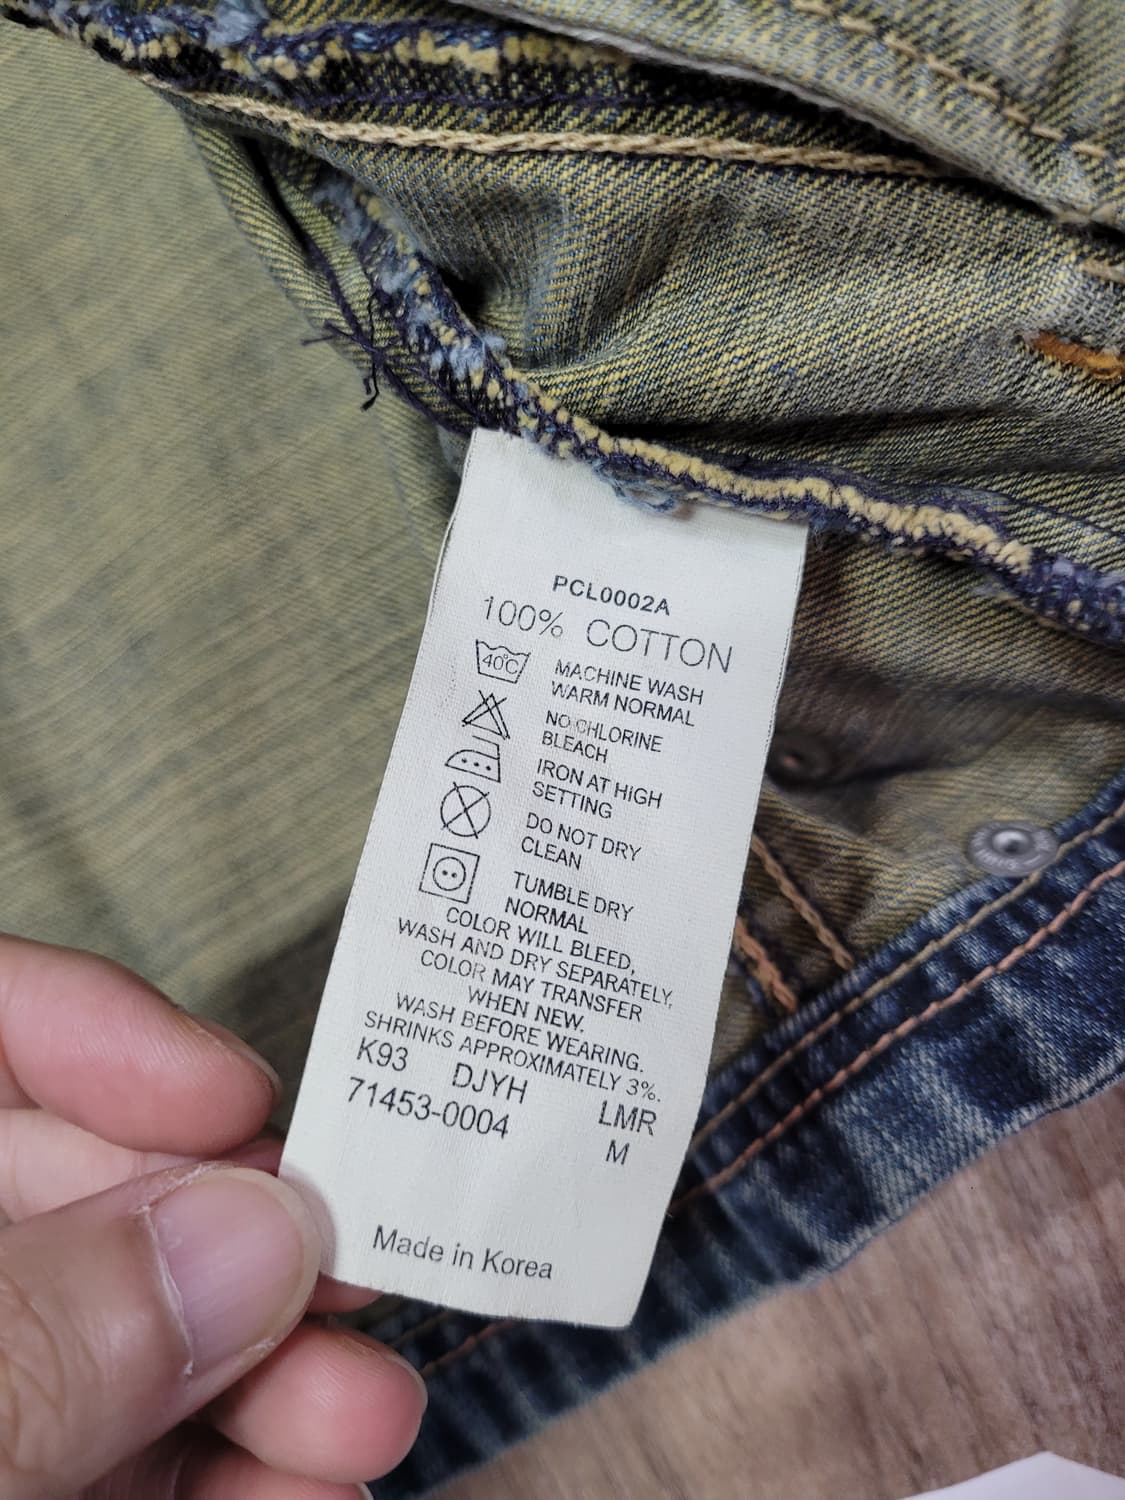 PCL0002A
100% COTTON
40°C
MACHINE WASH
WARM NORMAL
NO CHLORINE
BLEACH
IRON AT HIGH
SETTING
DO NOT DRY
CLEAN
TUMBLE DRY
NORMAL
COLOR WILL BLEED,
WASH AND DRY SEPARATELY,
COLOR MAY TRANSFER
WHEN NEW.
WASH BEFORE WEARING.
SHRINKS APPROXIMATELY 3%.
K93 DJYH LMR
71453-0004 M
Made in Korea